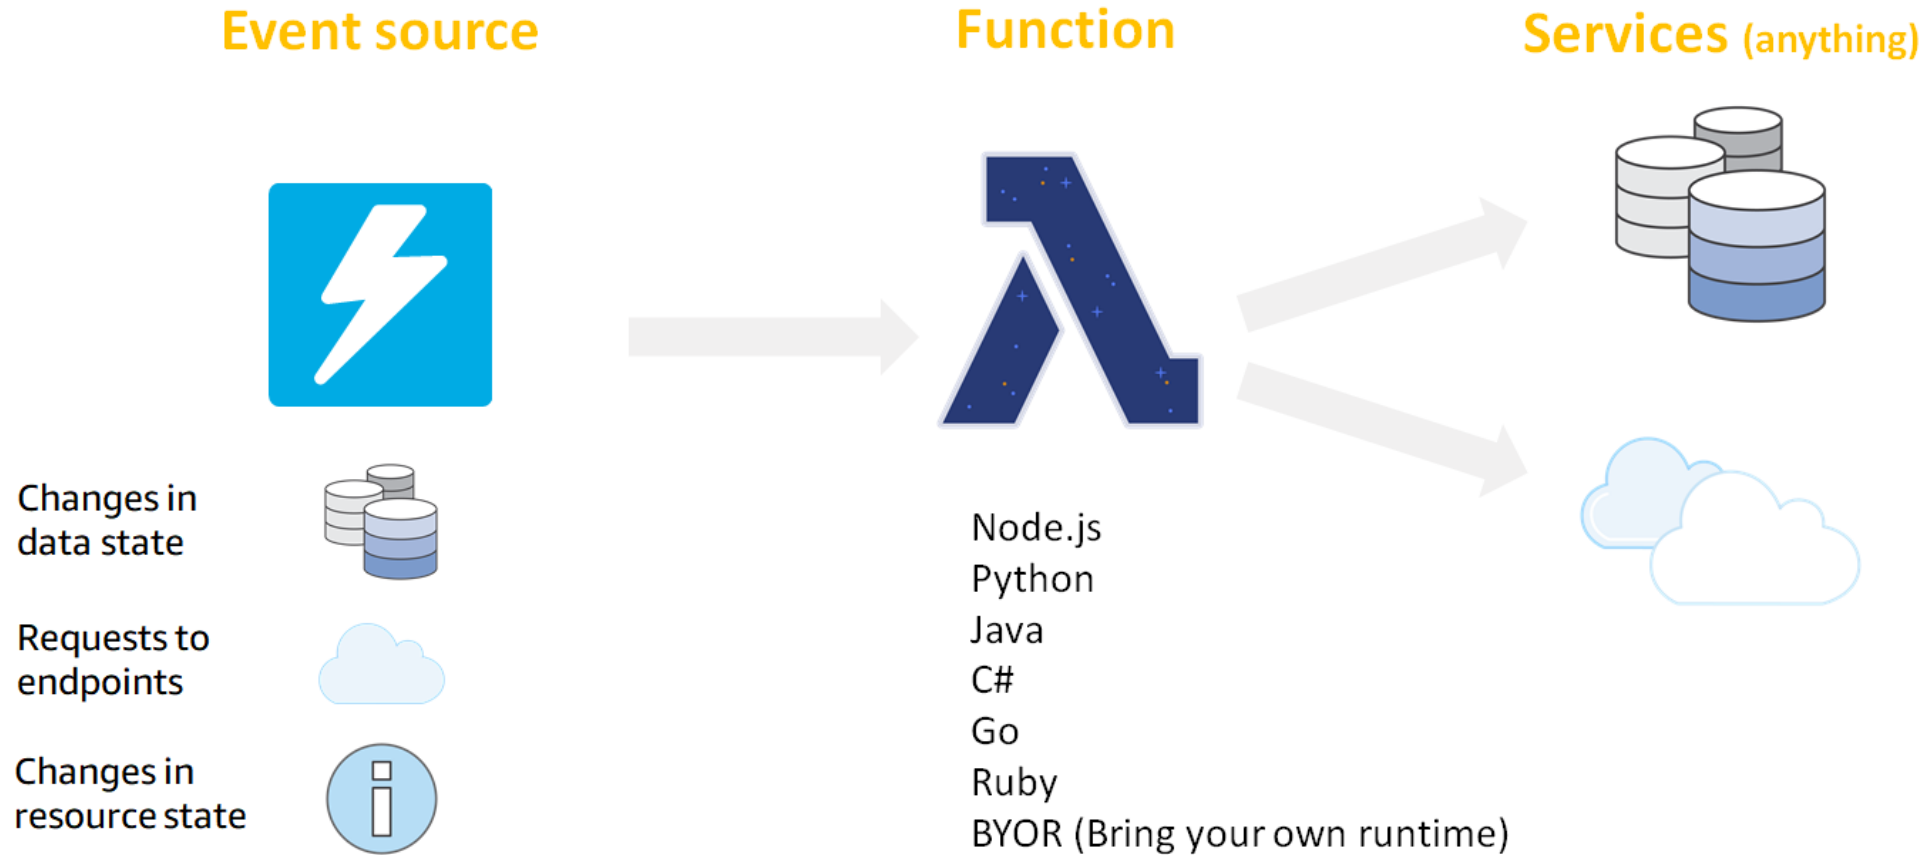 Event source
Function
Services (anything)
Changes in
data state
Requests to
endpoints
Changes in
resource state
Node.js
Python
Java
C#
Go
Ruby
BYOR (Bring your own runtime)